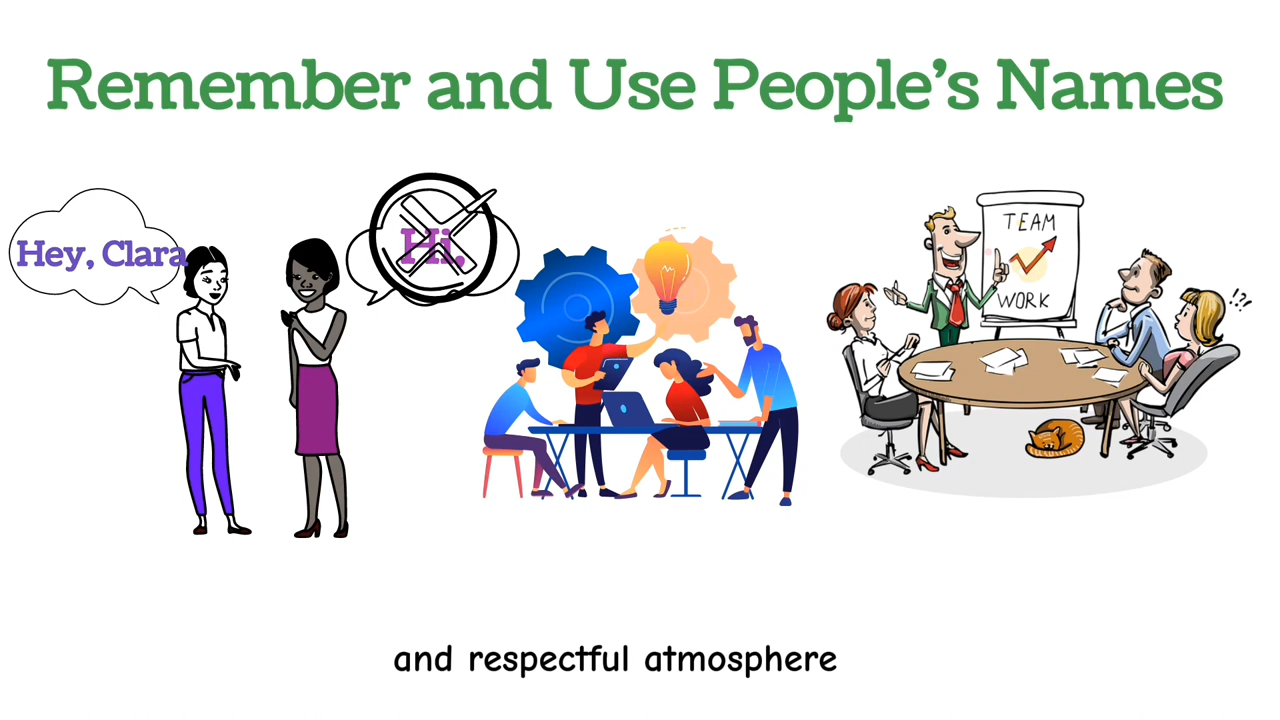 Remember and Use People's Names
Hey, Clara
Hi,
TEAM
WORK
!?!
and respectful atmosphere